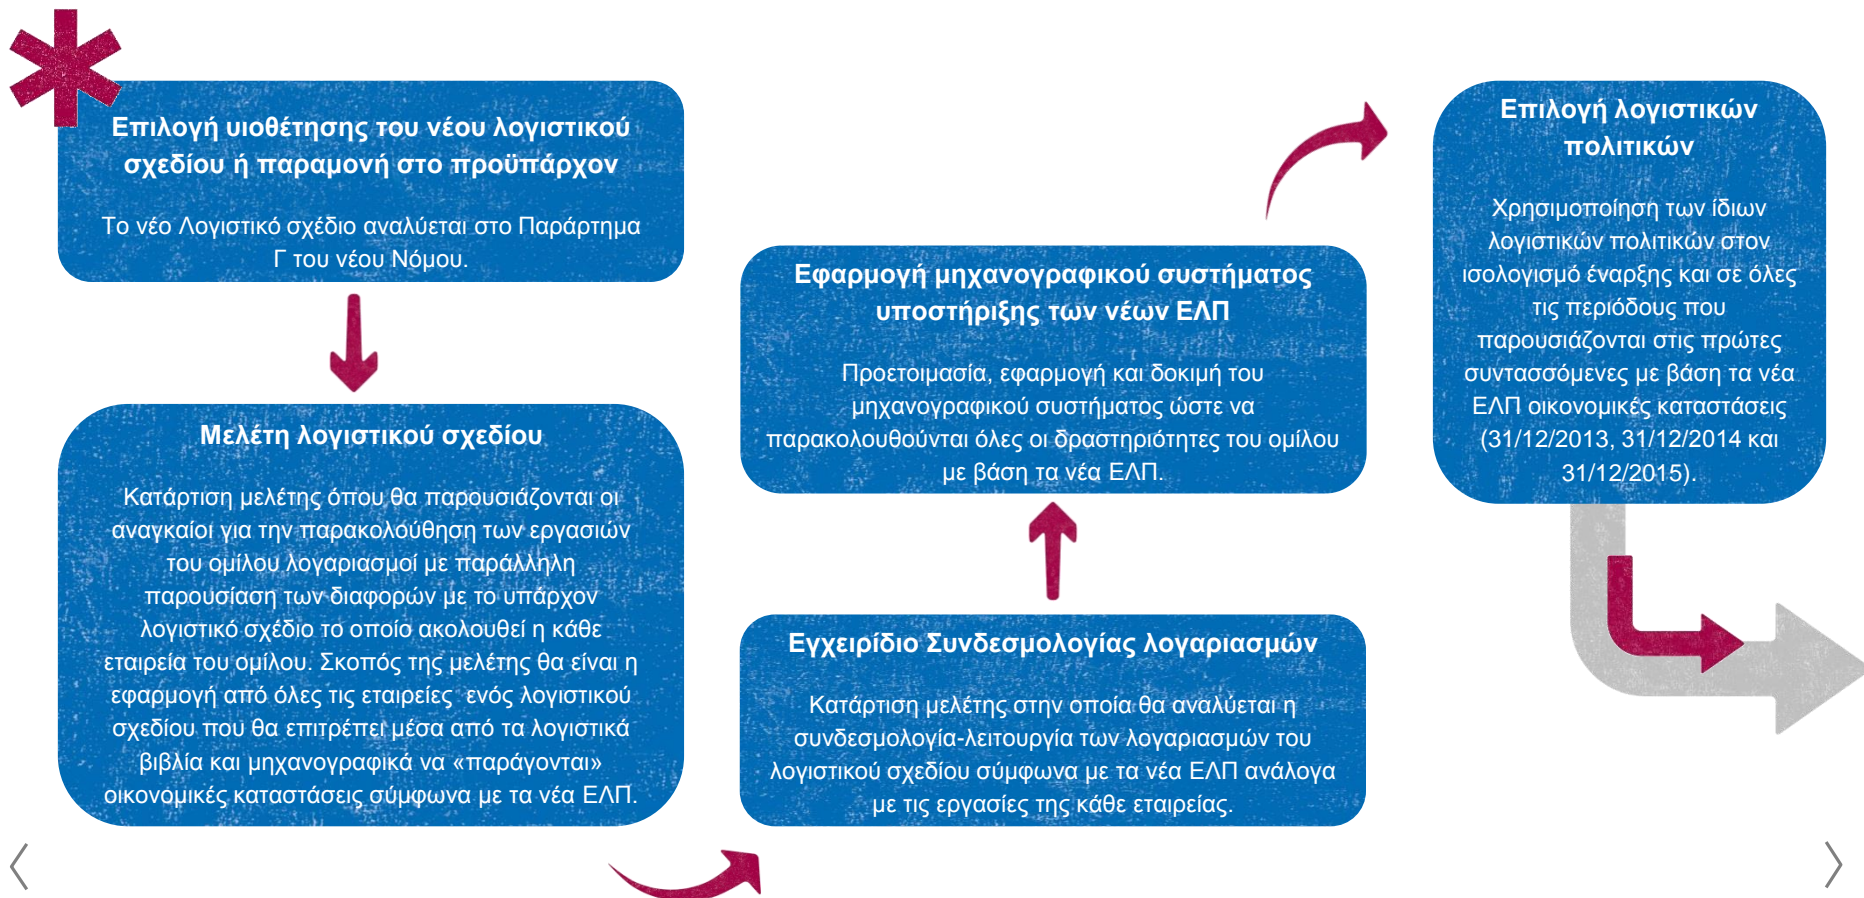 Επιλογή υιοθέτησης του νέου λογιστικού
σχεδίου ή παραμονή στο προϋπάρχον
Το νέο Λογιστικό σχέδιο αναλύεται στο Παράρτημα
Γ του νέου Νόμου.
Μελέτη λογιστικού σχεδίου
Κατάρτιση μελέτης όπου θα παρουσιάζονται οι
αναγκαίοι για την παρακολούθηση των εργασιών
του ομίλου λογαριασμοί με παράλληλη
παρουσίαση των διαφορών με το υπάρχον
λογιστικό σχέδιο το οποίο ακολουθεί η κάθε
εταιρεία του ομίλου. Σκοπός της μελέτης θα είναι η
εφαρμογή από όλες τις εταιρείες  ενός λογιστικού
σχεδίου που θα επιτρέπει μέσα από τα λογιστικά
βιβλία και μηχανογραφικά να «παράγονται»
οικονομικές καταστάσεις σύμφωνα με τα νέα ΕΛΠ.
Εγχειρίδιο Συνδεσμολογίας λογαριασμών
Κατάρτιση μελέτης στην οποία θα αναλύεται η
συνδεσμολογία-λειτουργία των λογαριασμών του
λογιστικού σχεδίου σύμφωνα με τα νέα ΕΛΠ ανάλογα
με τις εργασίες της κάθε εταιρείας.
Εφαρμογή μηχανογραφικού συστήματος
υποστήριξης των νέων ΕΛΠ
Προετοιμασία, εφαρμογή και δοκιμή του
μηχανογραφικού συστήματος ώστε να
παρακολουθούνται όλες οι δραστηριότητες του ομίλου
με βάση τα νέα ΕΛΠ.
Επιλογή λογιστικών
πολιτικών
Χρησιμοποίηση των ίδιων
λογιστικών πολιτικών στον
ισολογισμό έναρξης και σε όλες
τις περιόδους που
παρουσιάζονται στις πρώτες
συντασσόμενες με βάση τα νέα
ΕΛΠ οικονομικές καταστάσεις
(31/12/2013, 31/12/2014 και
31/12/2015).